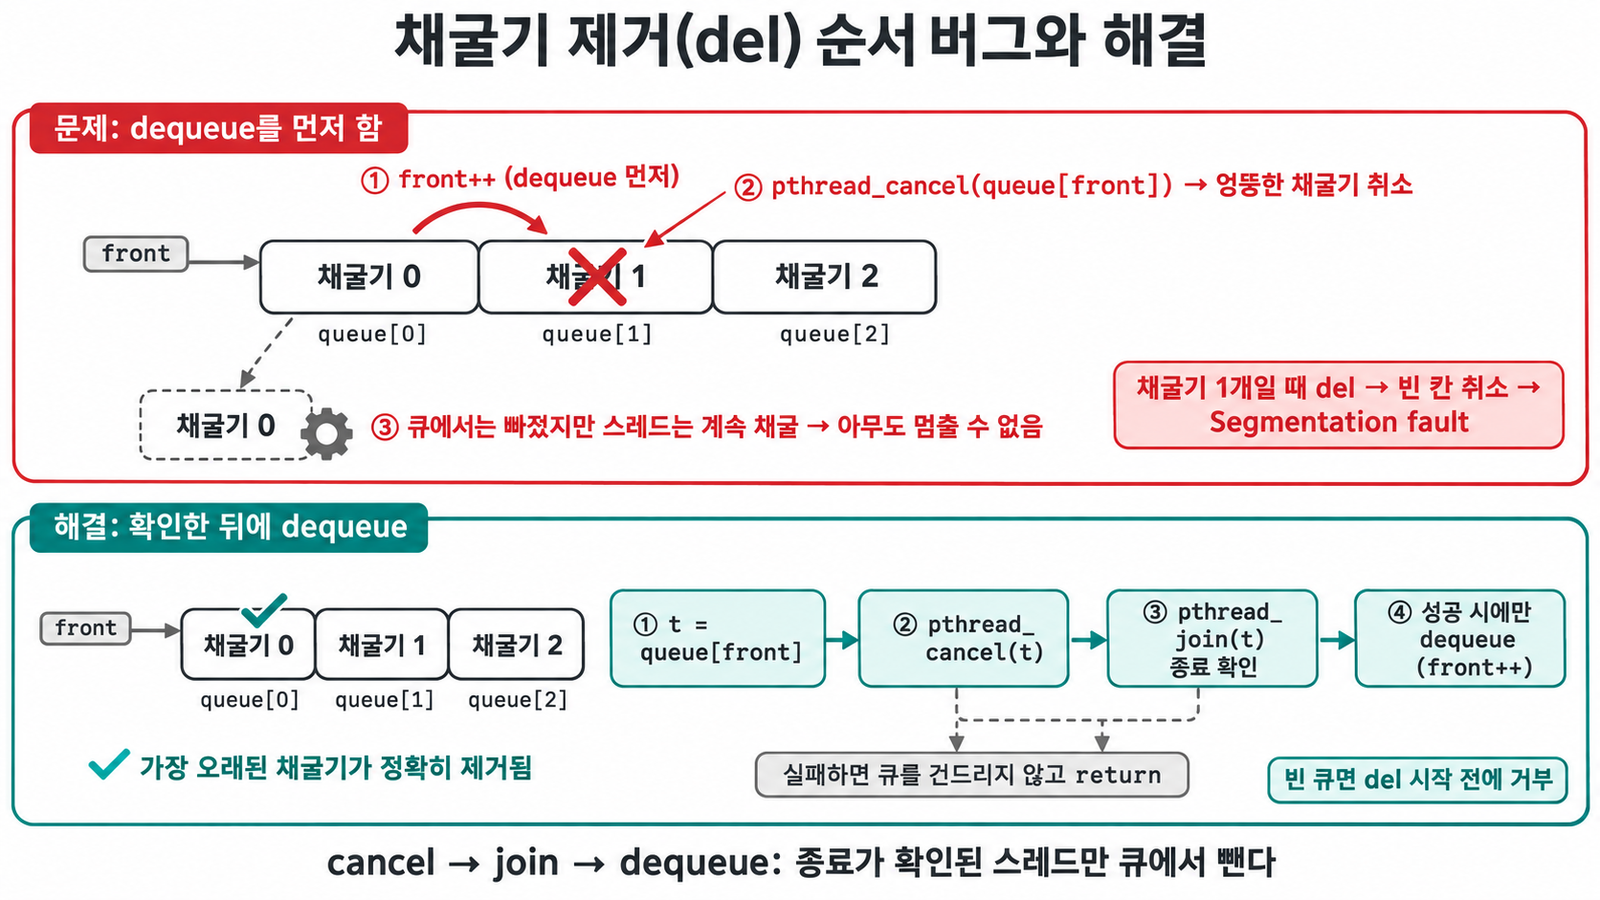 채굴기 제거(del) 순서 버그와 해결
문제: dequeue를 먼저 함
① front++ (dequeue 먼저)
② pthread_cancel(queue[front]) → 엉뚱한 채굴기 취소
front
채굴기 0
채굴기 1
채굴기 2
queue[0]
queue[1]
queue[2]
채굴기 0
③ 큐에서는 빠졌지만 스레드는 계속 채굴 → 아무도 멈출 수 없음
채굴기 1개일 때 del → 빈 칸 취소 →
Segmentation fault
해결: 확인한 뒤에 dequeue
front
채굴기 0
채굴기 1
채굴기 2
queue[0]
queue[1]
queue[2]
가장 오래된 채굴기가 정확히 제거됨
① t =
queue[front]
② pthread_
cancel(t)
③ pthread_
join(t)
종료 확인
④ 성공 시에만
dequeue
(front++)
실패하면 큐를 건드리지 않고 return
빈 큐면 del 시작 전에 거부
cancel → join → dequeue: 종료가 확인된 스레드만 큐에서 뺀다